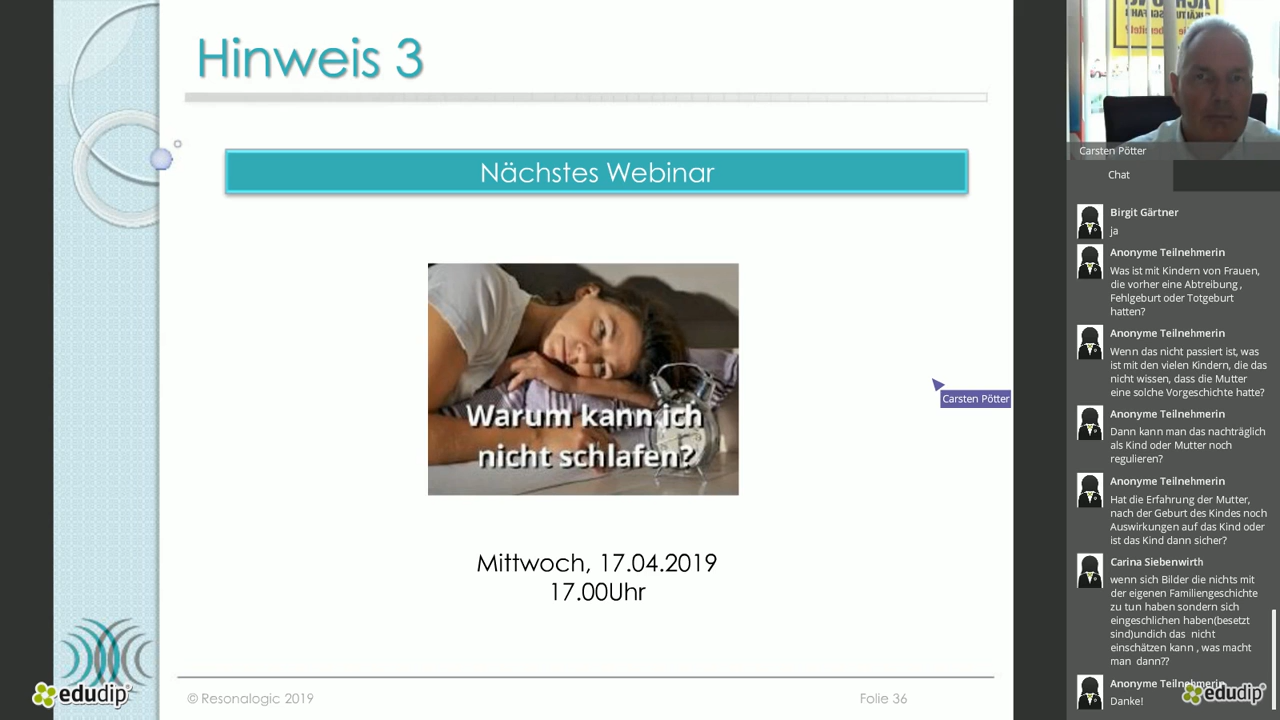 Hinweis 3
Nächstes Webinar
Warum kann ich
nicht schlafen?
Mittwoch, 17.04.2019
17.00Uhr
© Resonalogic 2019
Folie 36
edudip
Carsten Pötter
Carsten Pötter
Chat
Birgit Gärtner
ja
Anonyme Teilnehmerin
Was ist mit Kindern von Frauen,
die vorher eine Abtreibung ,
Fehlgeburt oder Totgeburt
hatten?
Anonyme Teilnehmerin
Wenn das nicht passiert ist, was
ist mit den vielen Kindern, die das
nicht wissen, dass die Mutter
eine solche Vorgeschichte hatte?
Anonyme Teilnehmerin
Dann kann man das nachträglich
als Kind oder Mutter noch
regulieren?
Anonyme Teilnehmerin
Hat die Erfahrung der Mutter,
nach der Geburt des Kindes noch
Auswirkungen auf das Kind oder
ist das Kind dann sicher?
Carina Siebenwirth
wenn sich Bilder die nichts mit
der eigenen Familiengeschichte
zu tun haben sondern sich
eingeschlichen haben(besetzt
sind)undich das nicht
einschätzen kann , was macht
man dann??
Anonyme Teilnehmerin
Danke!
edudip